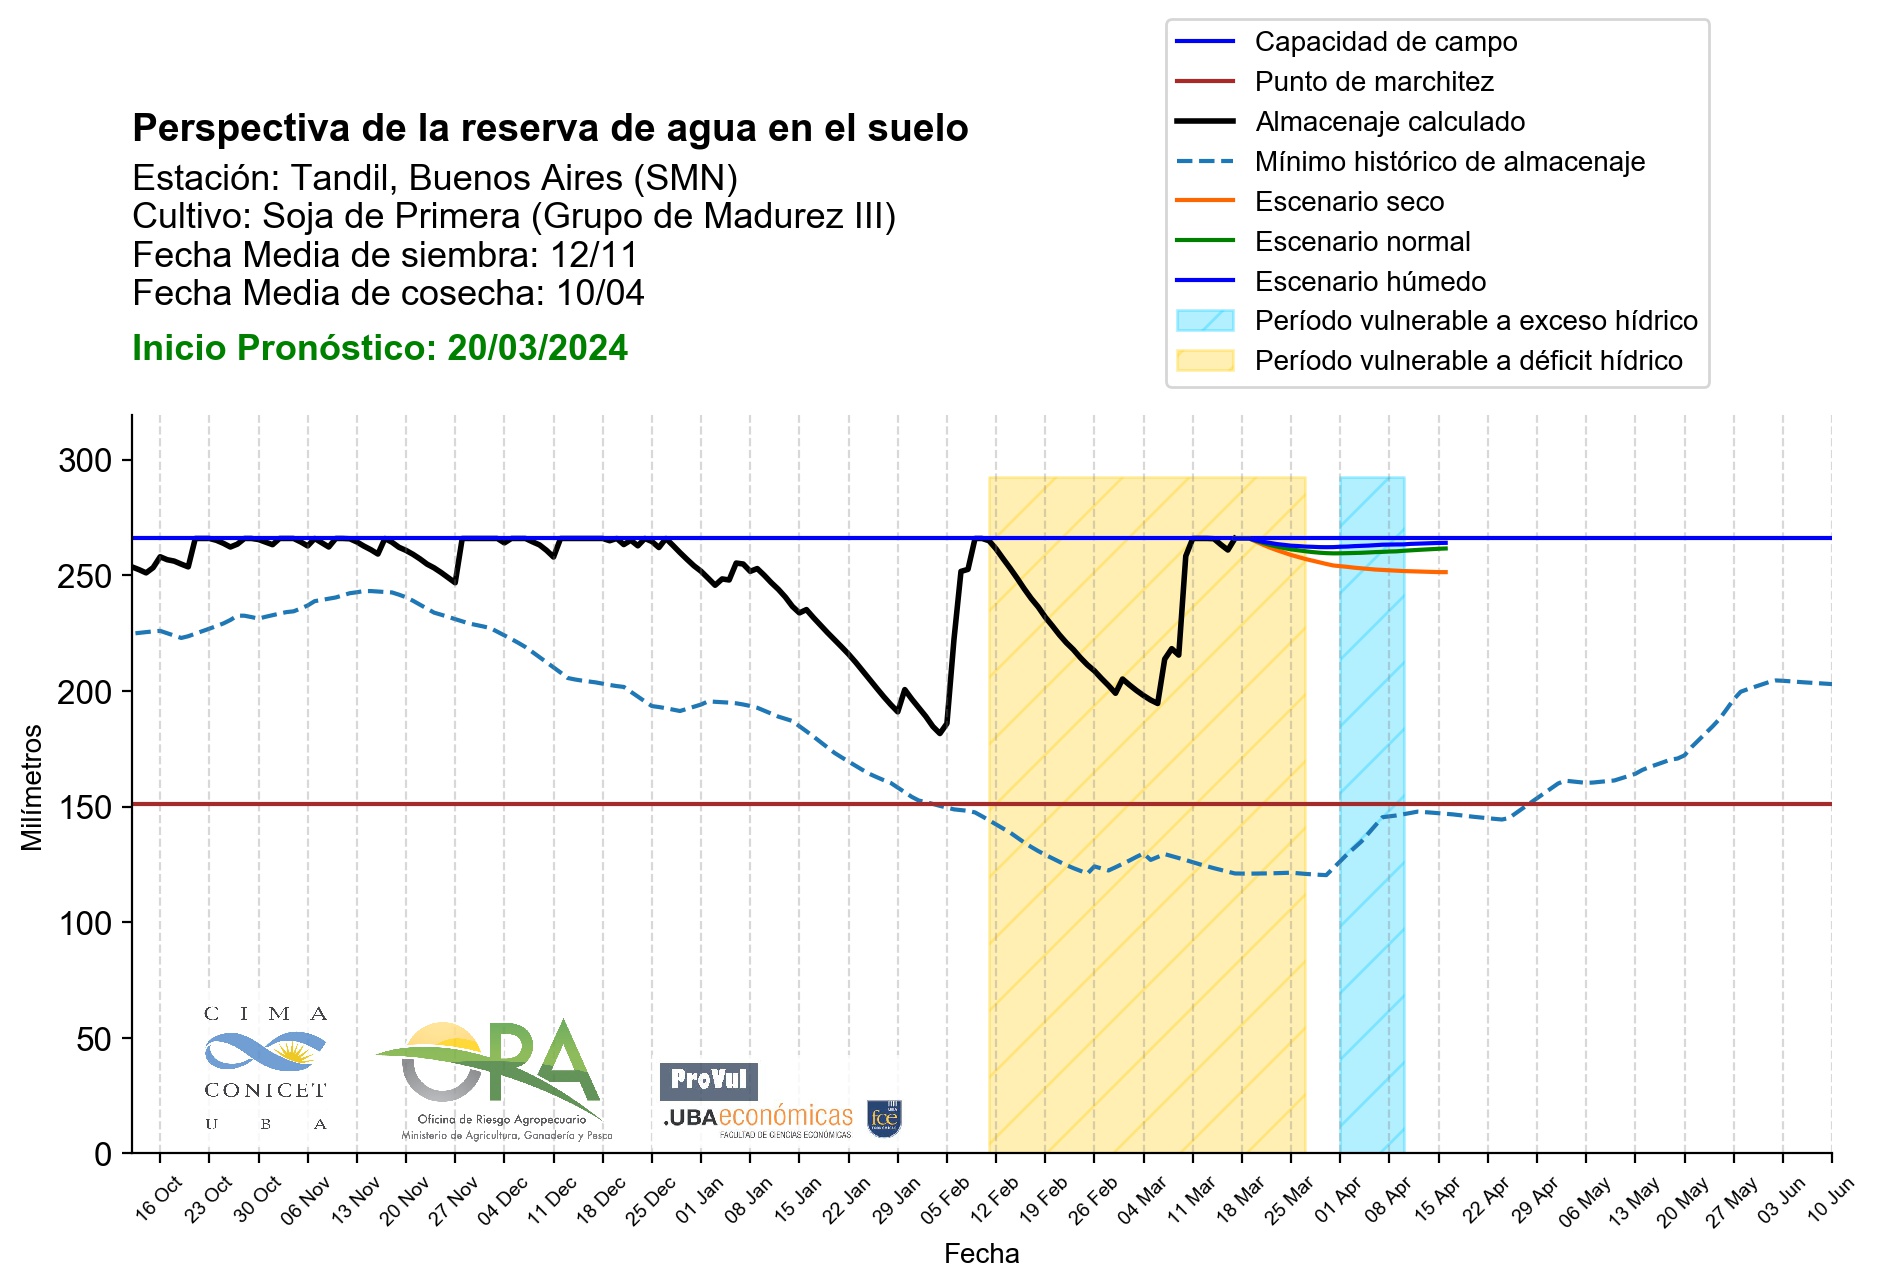 Capacidad de campo
Punto de marchitez
Almacenaje calculado
Mínimo histórico de almacenaje
Escenario seco
Escenario normal
Escenario húmedo
Período vulnerable a exceso hídrico
Período vulnerable a déficit hídrico
Perspectiva de la reserva de agua en el suelo
Estación: Tandil, Buenos Aires (SMN)
Cultivo: Soja de Primera (Grupo de Madurez III)
Fecha Media de siembra: 12/11
Fecha Media de cosecha: 10/04
Inicio Pronóstico: 20/03/2024
300
250
200
150
100
50
0
Milímetros
C I M A
CONICET
U B A
ORA
Oficina de Riesgo Agropecuario
Ministerio de Agricultura, Ganadería y Pesca
ProVul
.UBAeconómicas
FACULTAD DE CIENCIAS ECONÓMICAS
fce
16 Oct
23 Oct
30 Oct
06 Nov
13 Nov
20 Nov
27 Nov
04 Dec
11 Dec
18 Dec
25 Dec
01 Jan
08 Jan
15 Jan
22 Jan
29 Jan
05 Feb
12 Feb
19 Feb
26 Feb
04 Mar
11 Mar
18 Mar
25 Mar
01 Apr
08 Apr
15 Apr
22 Apr
29 Apr
06 May
13 May
20 May
27 May
03 Jun
10 Jun
Fecha